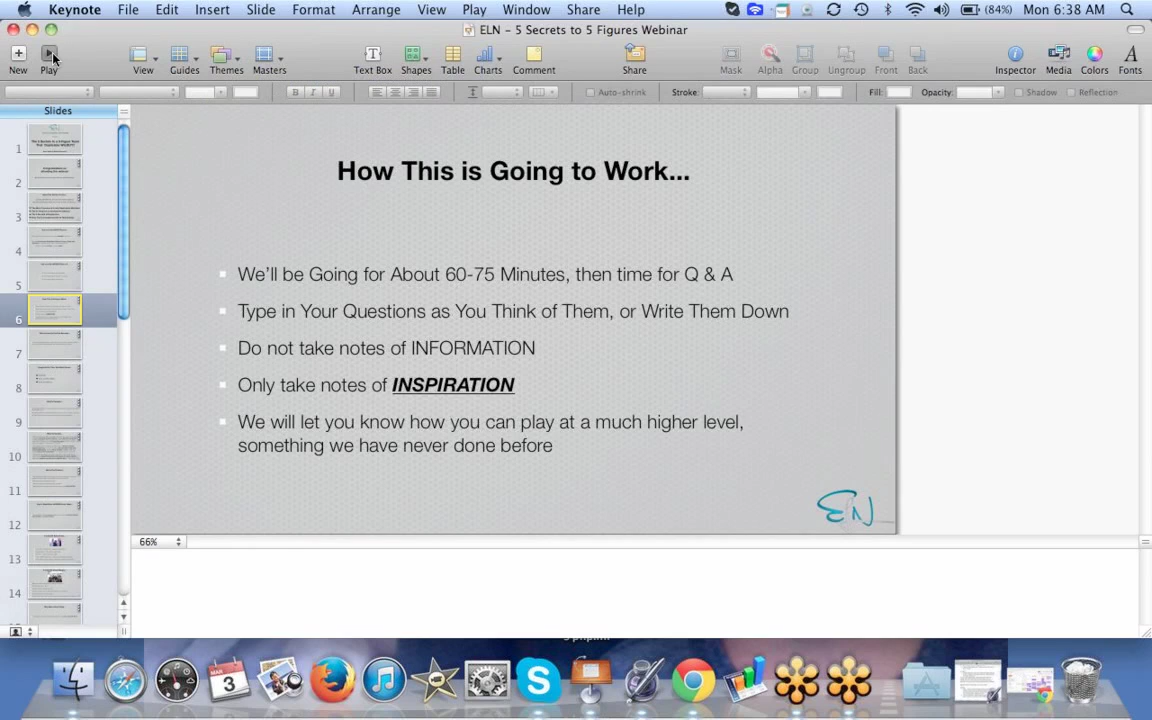 Keynote File Edit Insert Slide Format Arrange View Play Window Share Help (84%) Mon 6:38 AM
ELN – 5 Secrets to 5 Figures Webinar
New Play View Guides Themes Masters Text Box Shapes Table Charts Comment Share Mask Alpha Group Ungroup Front Back Inspector Media Colors Fonts
B I U Auto-shrink Stroke: Fill: Opacity: Shadow Reflection
Slides
1
2
3
4
5
6
7
8
9
10
11
12
13
14
How This is Going to Work...
We'll be Going for About 60-75 Minutes, then time for Q & A
Type in Your Questions as You Think of Them, or Write Them Down
Do not take notes of INFORMATION
Only take notes of INSPIRATION
We will let you know how you can play at a much higher level,
something we have never done before
EN
66%
MAR
3